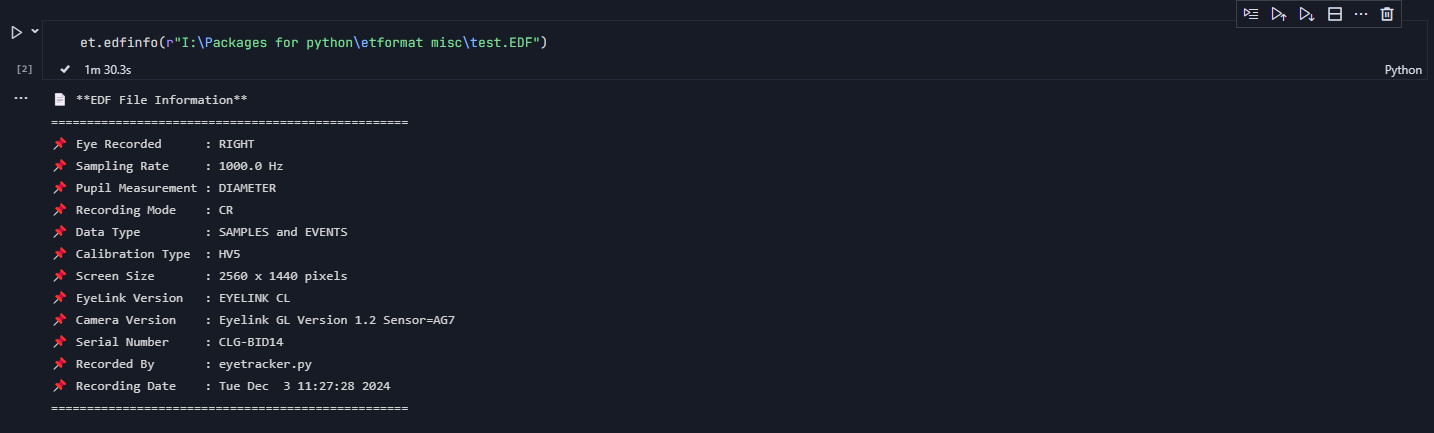 et.edfinfo(r"I:\Packages for python\etformat misc\test.EDF")
[2] 1m 30.3s Python
**EDF File Information**
==================================================
Eye Recorded : RIGHT
Sampling Rate : 1000.0 Hz
Pupil Measurement : DIAMETER
Recording Mode : CR
Data Type : SAMPLES and EVENTS
Calibration Type : HV5
Screen Size : 2560 x 1440 pixels
EyeLink Version : EYELINK CL
Camera Version : Eyelink GL Version 1.2 Sensor=AG7
Serial Number : CLG-BID14
Recorded By : eyetracker.py
Recording Date : Tue Dec  3 11:27:28 2024
==================================================